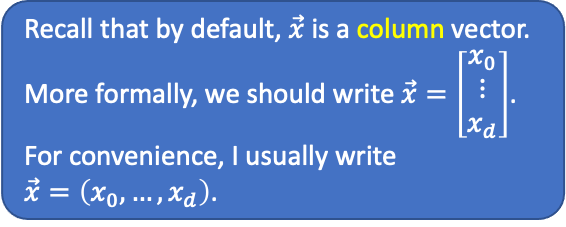 Recall that by default, x⃗ is a column vector.
More formally, we should write x⃗ = [x₀ ⋮ x_d].
For convenience, I usually write
x⃗ = (x₀, …, x_d).